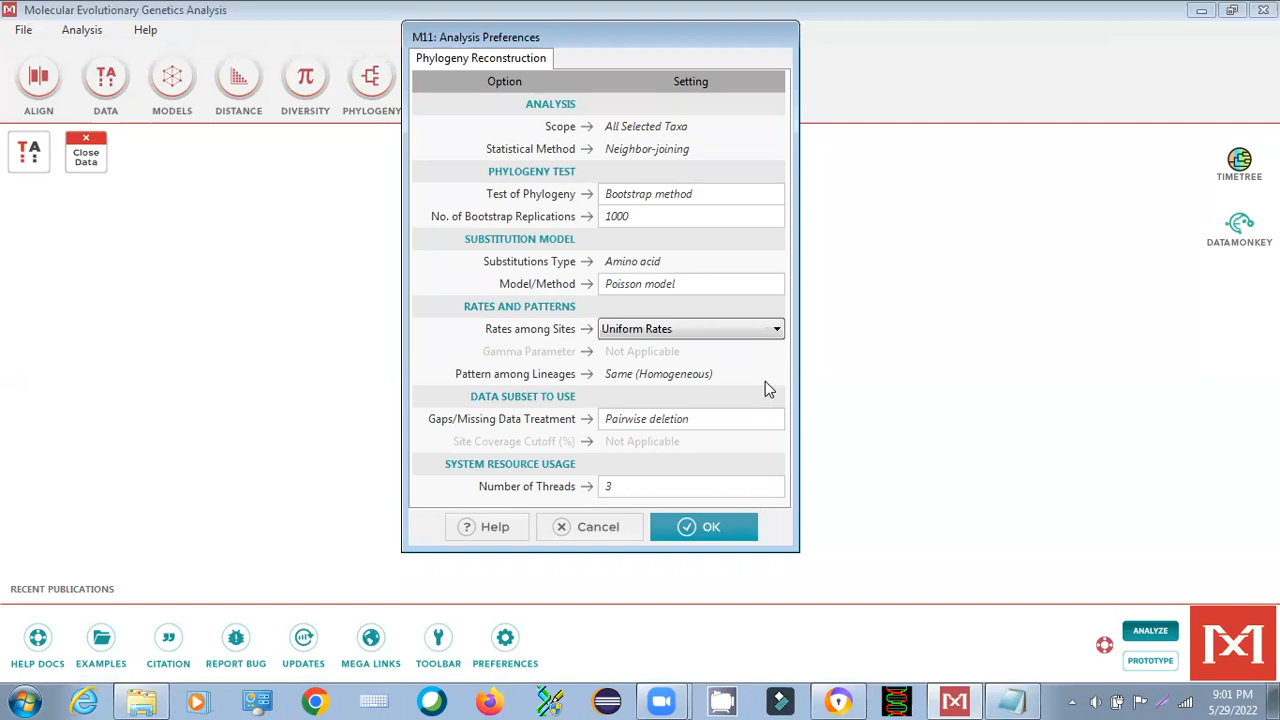 Molecular Evolutionary Genetics Analysis
File Analysis Help
ALIGN DATA MODELS DISTANCE DIVERSITY PHYLOGENY
TA
Close
Data
M11: Analysis Preferences
Phylogeny Reconstruction
Option Setting
ANALYSIS
Scope → All Selected Taxa
Statistical Method → Neighbor-joining
PHYLOGENY TEST
Test of Phylogeny → Bootstrap method
No. of Bootstrap Replications → 1000
SUBSTITUTION MODEL
Substitutions Type → Amino acid
Model/Method → Poisson model
RATES AND PATTERNS
Rates among Sites → Uniform Rates
Gamma Parameter → Not Applicable
Pattern among Lineages → Same (Homogeneous)
DATA SUBSET TO USE
Gaps/Missing Data Treatment → Pairwise deletion
Site Coverage Cutoff (%) → Not Applicable
SYSTEM RESOURCE USAGE
Number of Threads → 3
? Help Cancel OK
TIMETREE
DATAMONKEY
RECENT PUBLICATIONS
HELP DOCS EXAMPLES CITATION REPORT BUG UPDATES MEGA LINKS TOOLBAR PREFERENCES
ANALYZE
PROTOTYPE
9:01 PM
5/29/2022